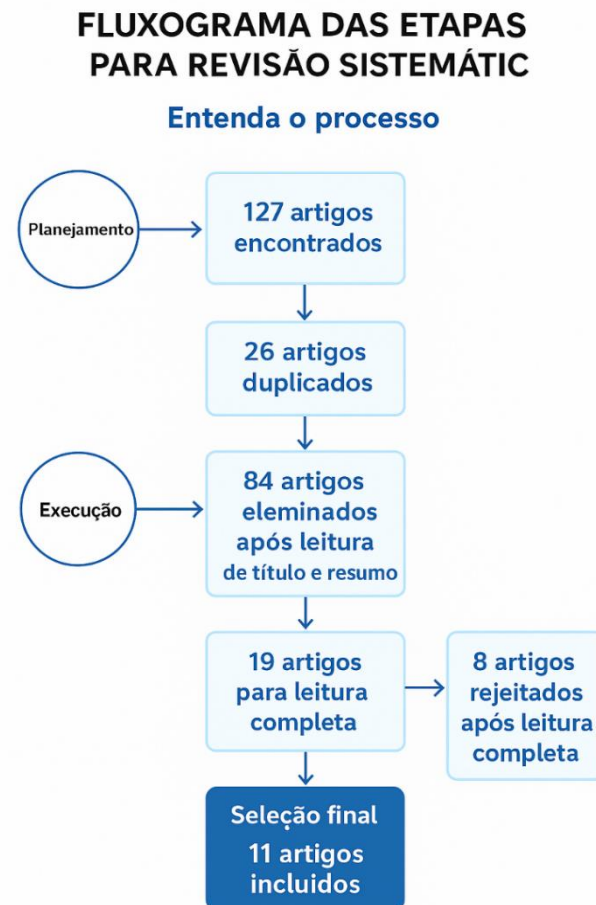 FLUXOGRAMA DAS ETAPAS
PARA REVISÃO SISTEMÁTIC
Entenda o processo
Planejamento
127 artigos
encontrados
26 artigos
duplicados
Execução
84 artigos
eleminados
após leitura
de título e resumo
19 artigos
para leitura
completa
8 artigos
rejeitados
após leitura
completa
Seleção final
11 artigos
incluidos